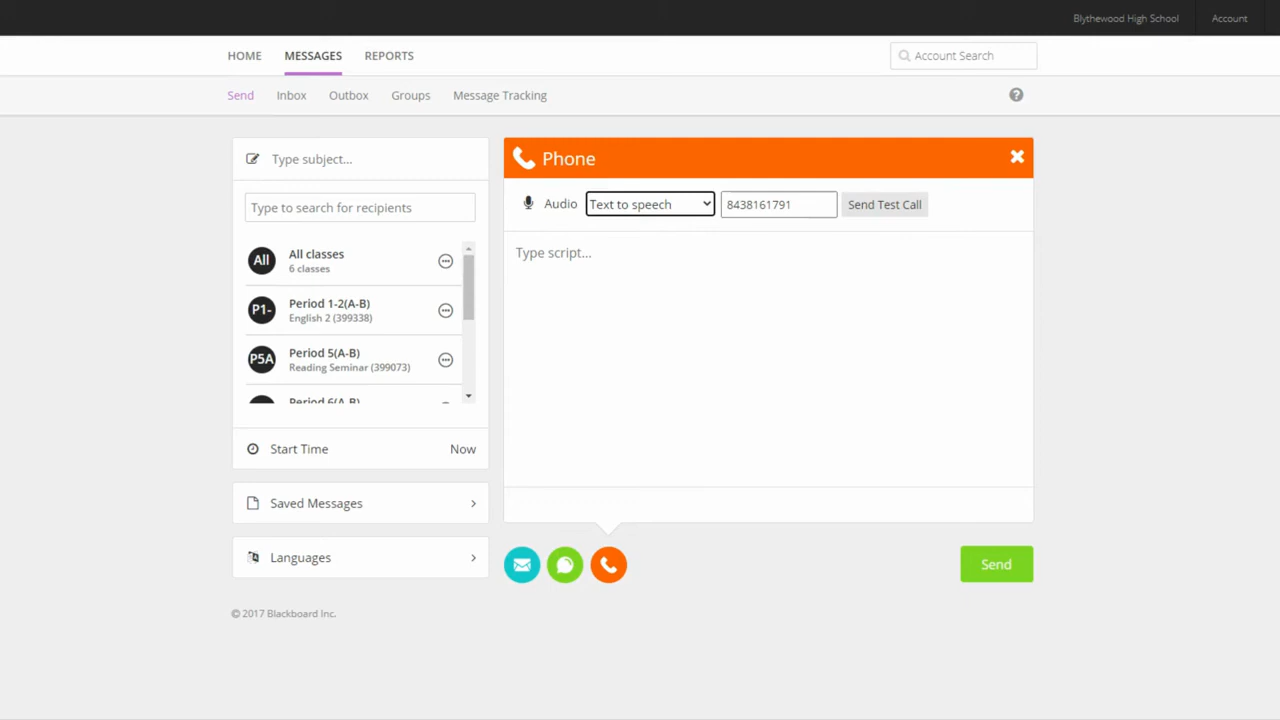 Blythewood High School Account
HOME MESSAGES REPORTS Account Search
Send Inbox Outbox Groups Message Tracking ?
Type subject...
Type to search for recipients
All All classes
6 classes
P1- Period 1-2(A-B)
English 2 (399338)
P5A Period 5(A-B)
Reading Seminar (399073)
Period 6(A-B)
Start Time Now
Saved Messages
Languages
© 2017 Blackboard Inc.
Phone
Audio Text to speech 8438161791 Send Test Call
Type script...
Send